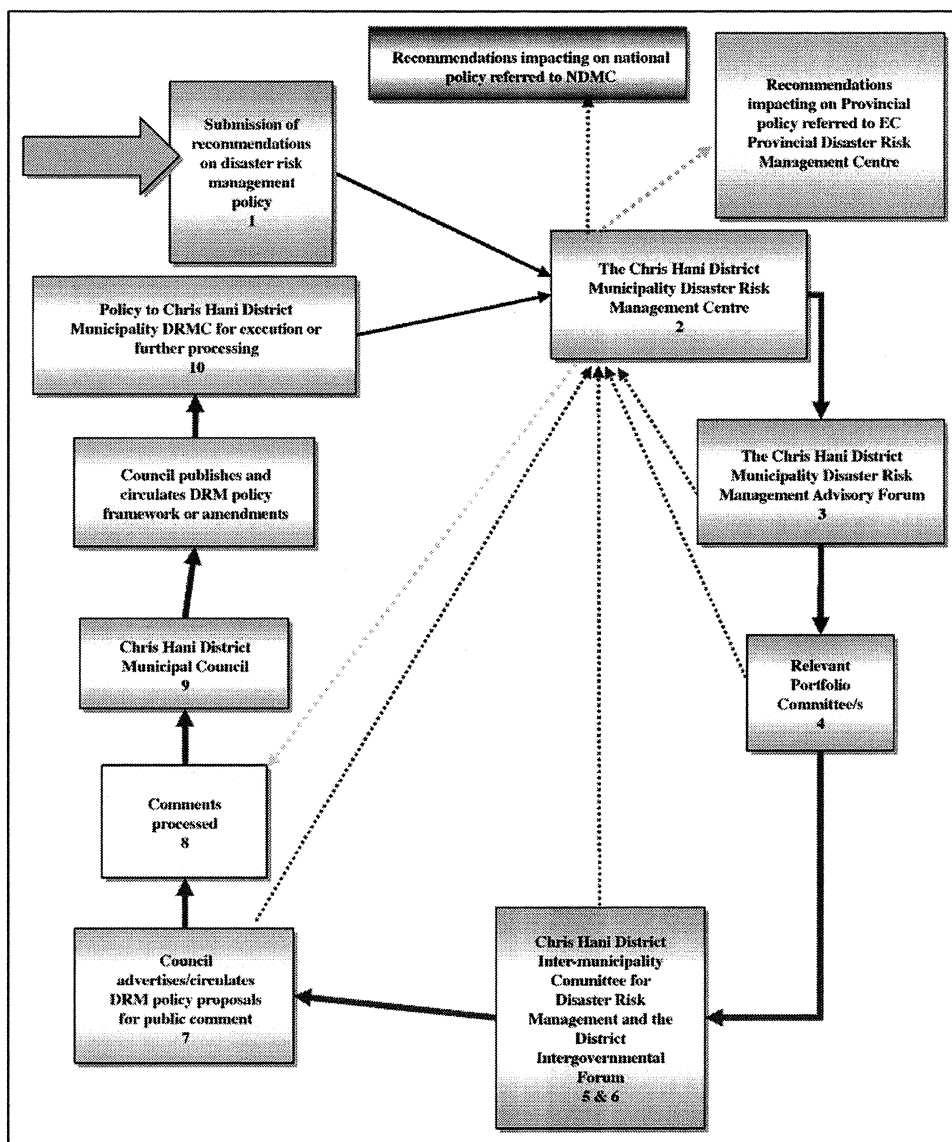 Recommendations impacting on national
policy referred to NDMC
Recommendations
impacting on Provincial
policy referred to EC
Provincial Disaster Risk
Management Centre
Submission of
recommendations
on disaster risk
management
policy
1
The Chris Hani District
Municipality Disaster Risk
Management Centre
2
Policy to Chris Hani District
Municipality DRMC for execution or
further processing
10
The Chris Hani District
Municipality Disaster Risk
Management Advisory Forum
3
Council publishes and
circulates DRM policy
framework or amendments
Chris Hani District
Municipal Council
9
Relevant
Portfolio
Committee/s
4
Comments
processed
8
Council
advertises/circulates
DRM policy proposals
for public comment
7
Chris Hani District
Inter-municipality
Committee for
Disaster Risk
Management and the
District
Intergovernmental
Forum
5 & 6